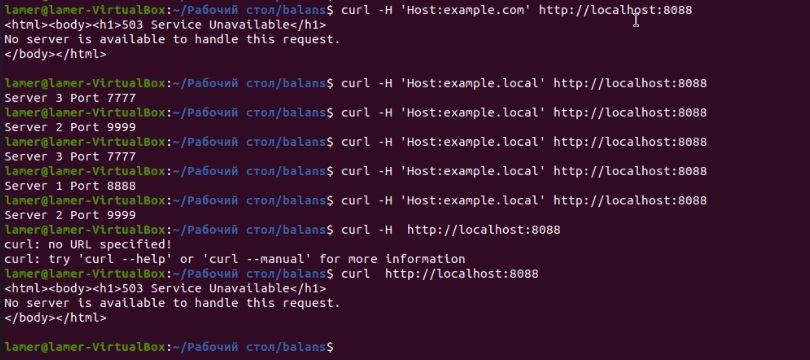 lamer@lamer-VirtualBox:~/Рабочий стол/balans$ curl -H 'Host:example.com' http://localhost:8088
<html><body><h1>503 Service Unavailable</h1>
No server is available to handle this request.
</body></html>
lamer@lamer-VirtualBox:~/Рабочий стол/balans$ curl -H 'Host:example.local' http://localhost:8088
Server 3 Port 7777
lamer@lamer-VirtualBox:~/Рабочий стол/balans$ curl -H 'Host:example.local' http://localhost:8088
Server 2 Port 9999
lamer@lamer-VirtualBox:~/Рабочий стол/balans$ curl -H 'Host:example.local' http://localhost:8088
Server 3 Port 7777
lamer@lamer-VirtualBox:~/Рабочий стол/balans$ curl -H 'Host:example.local' http://localhost:8088
Server 1 Port 8888
lamer@lamer-VirtualBox:~/Рабочий стол/balans$ curl -H 'Host:example.local' http://localhost:8088
Server 2 Port 9999
lamer@lamer-VirtualBox:~/Рабочий стол/balans$ curl -H  http://localhost:8088
curl: no URL specified!
curl: try 'curl --help' or 'curl --manual' for more information
lamer@lamer-VirtualBox:~/Рабочий стол/balans$ curl  http://localhost:8088
<html><body><h1>503 Service Unavailable</h1>
No server is available to handle this request.
</body></html>
lamer@lamer-VirtualBox:~/Рабочий стол/balans$